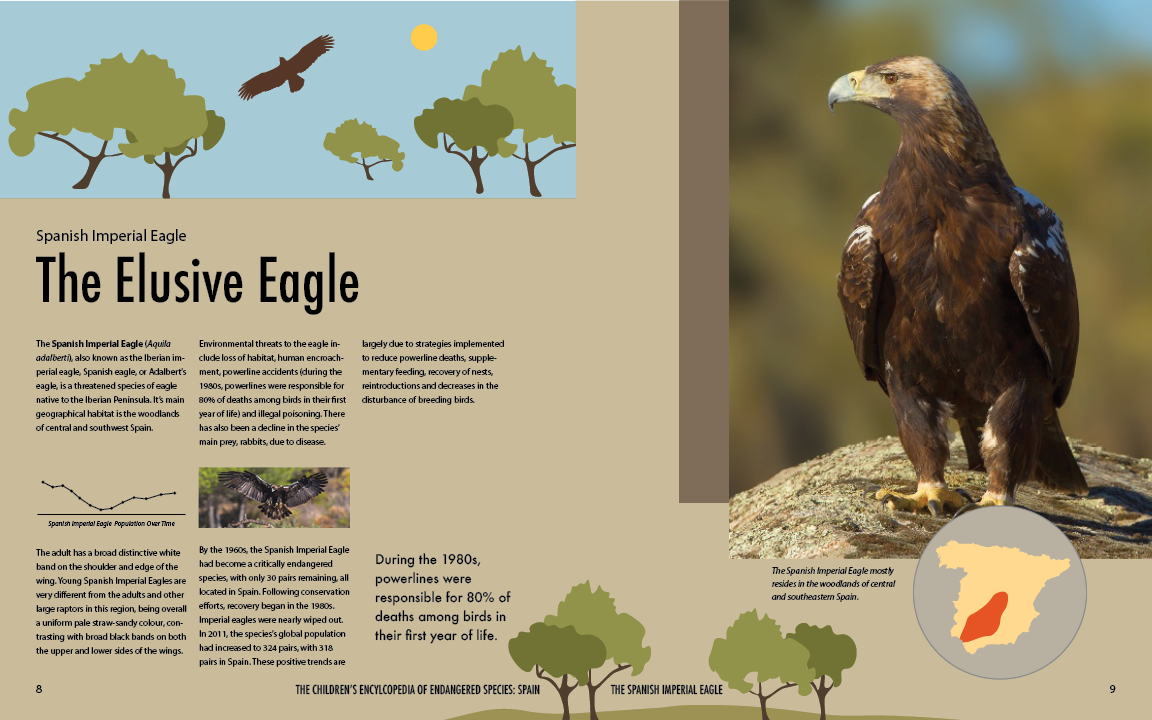 Spanish Imperial Eagle
The Elusive Eagle
The Spanish Imperial Eagle (Aquila
adalberti), also known as the Iberian im-
perial eagle, Spanish eagle, or Adalbert's
eagle, is a threatened species of eagle
native to the Iberian Peninsula. It's main
geographical habitat is the woodlands
of central and southwest Spain.
Spanish Imperial Eagle Population Over Time
The adult has a broad distinctive white
band on the shoulder and edge of the
wing. Young Spanish Imperial Eagles are
very different from the adults and other
large raptors in this region, being overall
a uniform pale straw-sandy colour, con-
trasting with broad black bands on both
the upper and lower sides of the wings.
Environmental threats to the eagle in-
clude loss of habitat, human encroach-
ment, powerline accidents (during the
1980s, powerlines were responsible for
80% of deaths among birds in their first
year of life) and illegal poisoning. There
has also been a decline in the species'
main prey, rabbits, due to disease.
By the 1960s, the Spanish Imperial Eagle
had become a critically endangered
species, with only 30 pairs remaining, all
located in Spain. Following conservation
efforts, recovery began in the 1980s.
Imperial eagles were nearly wiped out.
In 2011, the species's global population
had increased to 324 pairs, with 318
pairs in Spain. These positive trends are
largely due to strategies implemented
to reduce powerline deaths, supple-
mentary feeding, recovery of nests,
reintroductions and decreases in the
disturbance of breeding birds.
During the 1980s,
powerlines were
responsible for 80% of
deaths among birds in
their first year of life.
The Spanish Imperial Eagle mostly
resides in the woodlands of central
and southeastern Spain.
8
THE CHILDREN'S ENCYLCOPEDIA OF ENDANGERED SPECIES: SPAIN
THE SPANISH IMPERIAL EAGLE
9